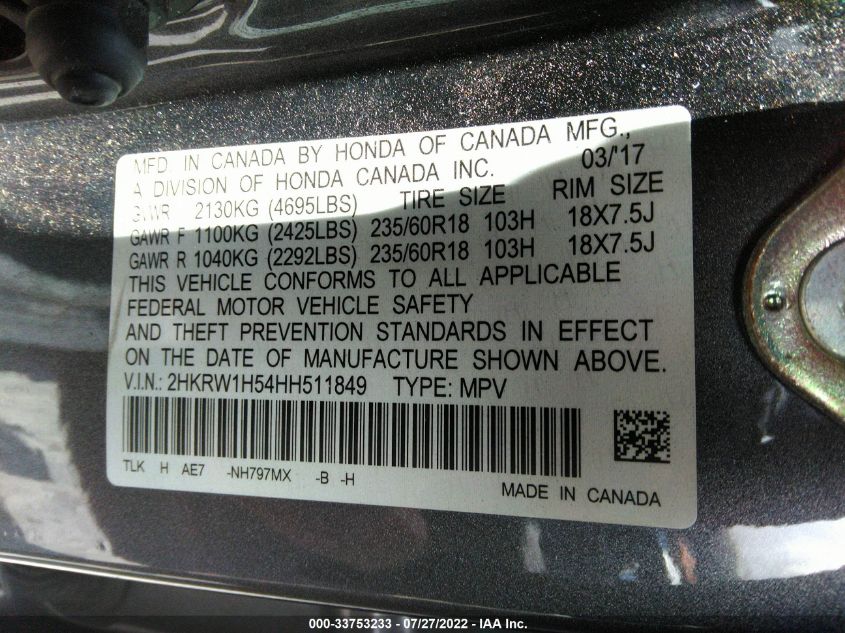 MFD. IN CANADA BY HONDA OF CANADA MFG.,
A DIVISION OF HONDA CANADA INC. 03/'17
GVWR 2130KG (4695LBS) TIRE SIZE RIM SIZE
GAWR F 1100KG (2425LBS) 235/60R18 103H 18X7.5J
GAWR R 1040KG (2292LBS) 235/60R18 103H 18X7.5J
THIS VEHICLE CONFORMS TO ALL APPLICABLE
FEDERAL MOTOR VEHICLE SAFETY
AND THEFT PREVENTION STANDARDS IN EFFECT
ON THE DATE OF MANUFACTURE SHOWN ABOVE.
V.I.N.: 2HKRW1H54HH511849 TYPE: MPV
TLK H AE7 -NH797MX -B -H
MADE IN CANADA
000-33753233 - 07/27/2022 - IAA Inc.